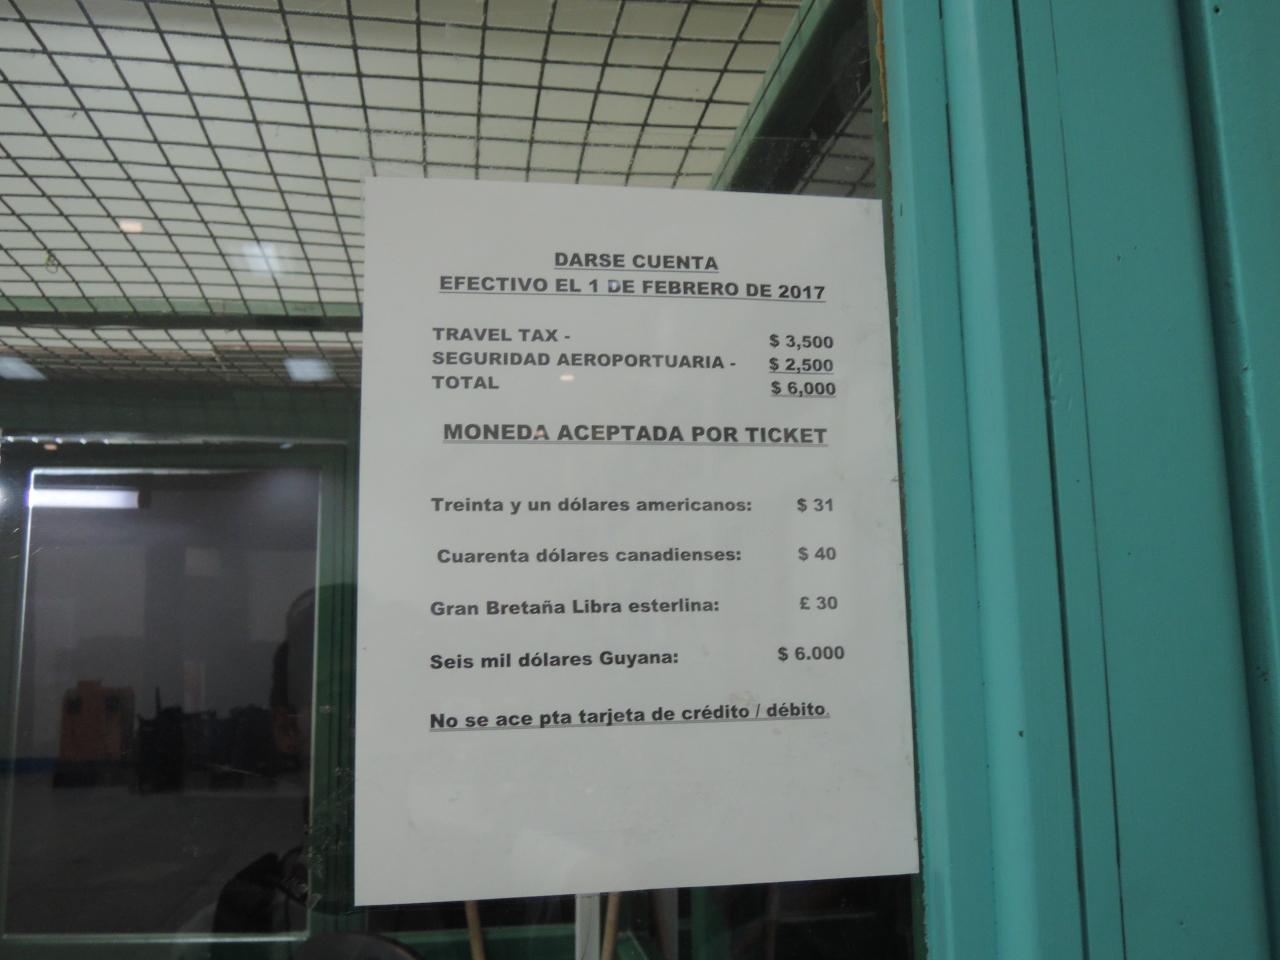 DARSE CUENTA
EFECTIVO EL 1 DE FEBRERO DE 2017
TRAVEL TAX - $ 3,500
SEGURIDAD AEROPORTUARIA - $ 2,500
TOTAL $ 6,000
MONEDA ACEPTADA POR TICKET
Treinta y un dólares americanos: $ 31
Cuarenta dólares canadienses: $ 40
Gran Bretaña Libra esterlina: £ 30
Seis mil dólares Guyana: $ 6.000
No se ace pta tarjeta de crédito / débito.